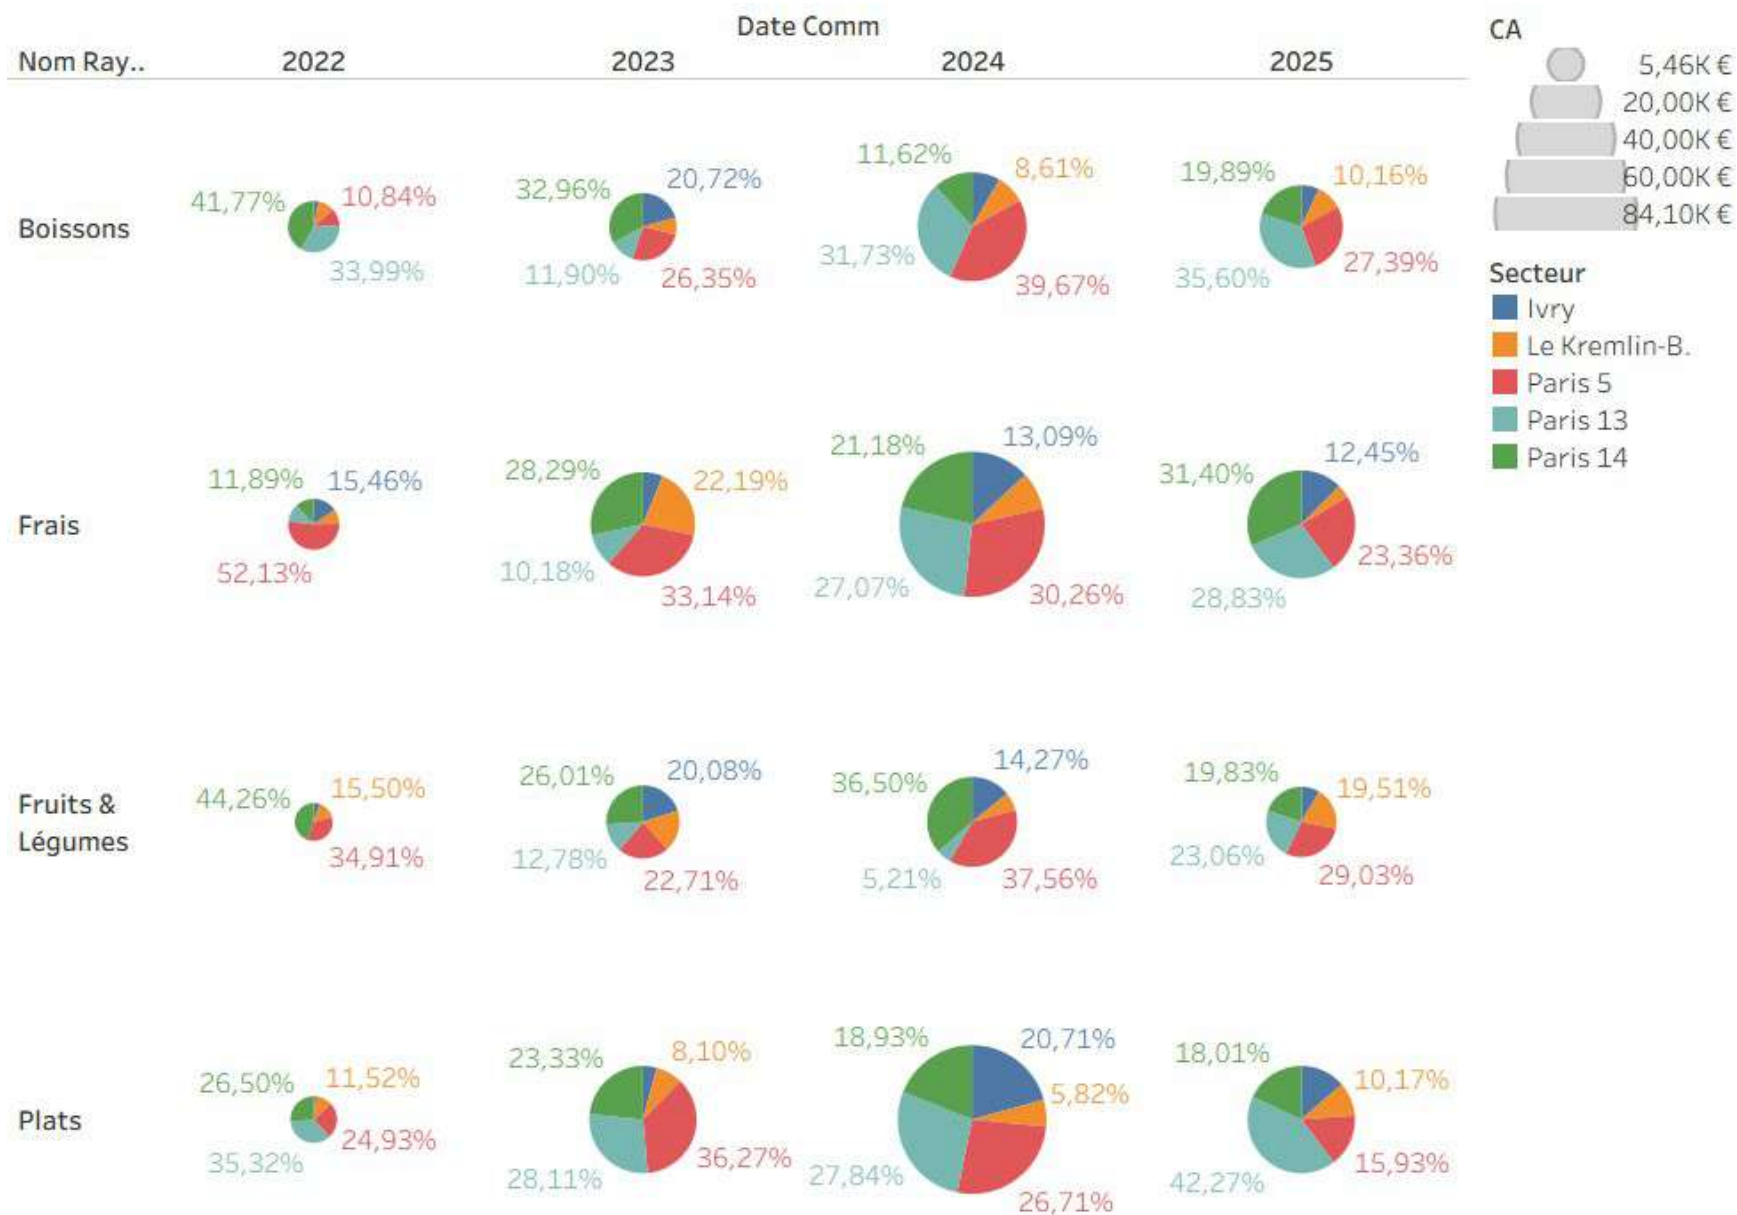 Date Comm
Nom Ray.. 2022 2023 2024 2025
Boissons
41,77% 10,84%
33,99%
32,96% 20,72%
11,90% 26,35%
11,62% 8,61%
31,73% 39,67%
19,89% 10,16%
35,60% 27,39%
Frais
11,89% 15,46%
52,13%
28,29% 22,19%
10,18% 33,14%
21,18% 13,09%
27,07% 30,26%
31,40% 12,45%
28,83% 23,36%
Fruits &
Légumes
44,26% 15,50%
34,91%
26,01% 20,08%
12,78% 22,71%
36,50% 14,27%
5,21% 37,56%
19,83% 19,51%
23,06% 29,03%
Plats
26,50% 11,52%
35,32% 24,93%
23,33% 8,10%
28,11% 36,27%
18,93% 20,71%
5,82%
27,84% 26,71%
18,01% 10,17%
42,27% 15,93%
CA
5,46K €
20,00K €
40,00K €
60,00K €
84,10K €
Secteur
Ivry
Le Kremlin-B.
Paris 5
Paris 13
Paris 14